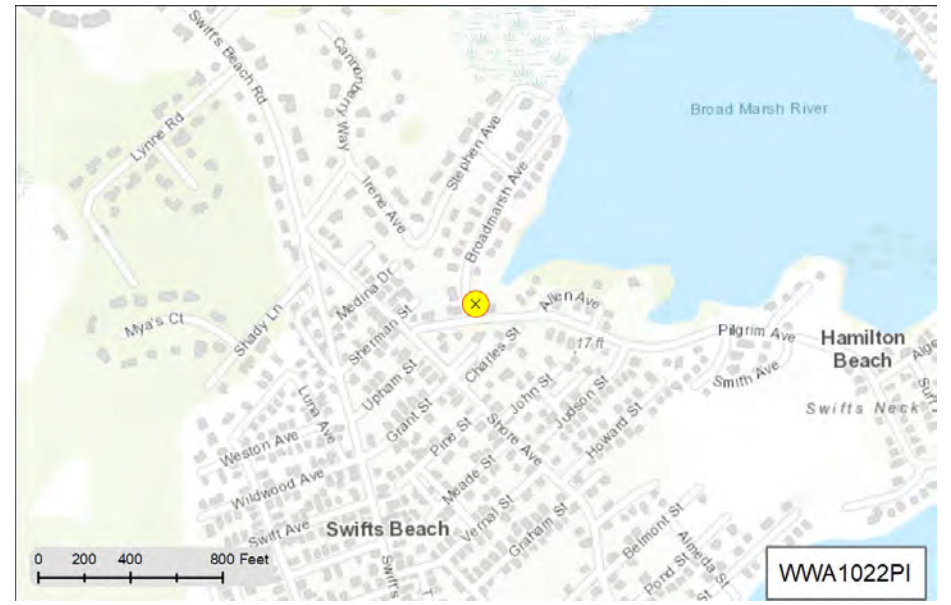 Swift's Beach Rd
Cannonberry Way
Lynne Rd
Broad Marsh River
Stephen Ave
Irene Ave
Broadmarsh Ave
Medina Dr
Shady Ln
Mya's Ct
Sherman St
Allen Ave
Charles St
17 ft
Pilgrim Ave
Hamilton
Beach
Upham St
Luna Ave
Grant St
John St
Judson St
Smith Ave
Swifts Neck
Pine St
Shore Ave
Howard St
Weston Ave
Meade St
Wildwood Ave
Vernal St
Graham St
Swift Ave
Swifts Beach
Belmont St
Almeda St
Pond St
Swift's
0 200 400 800 Feet
WWA1022PI